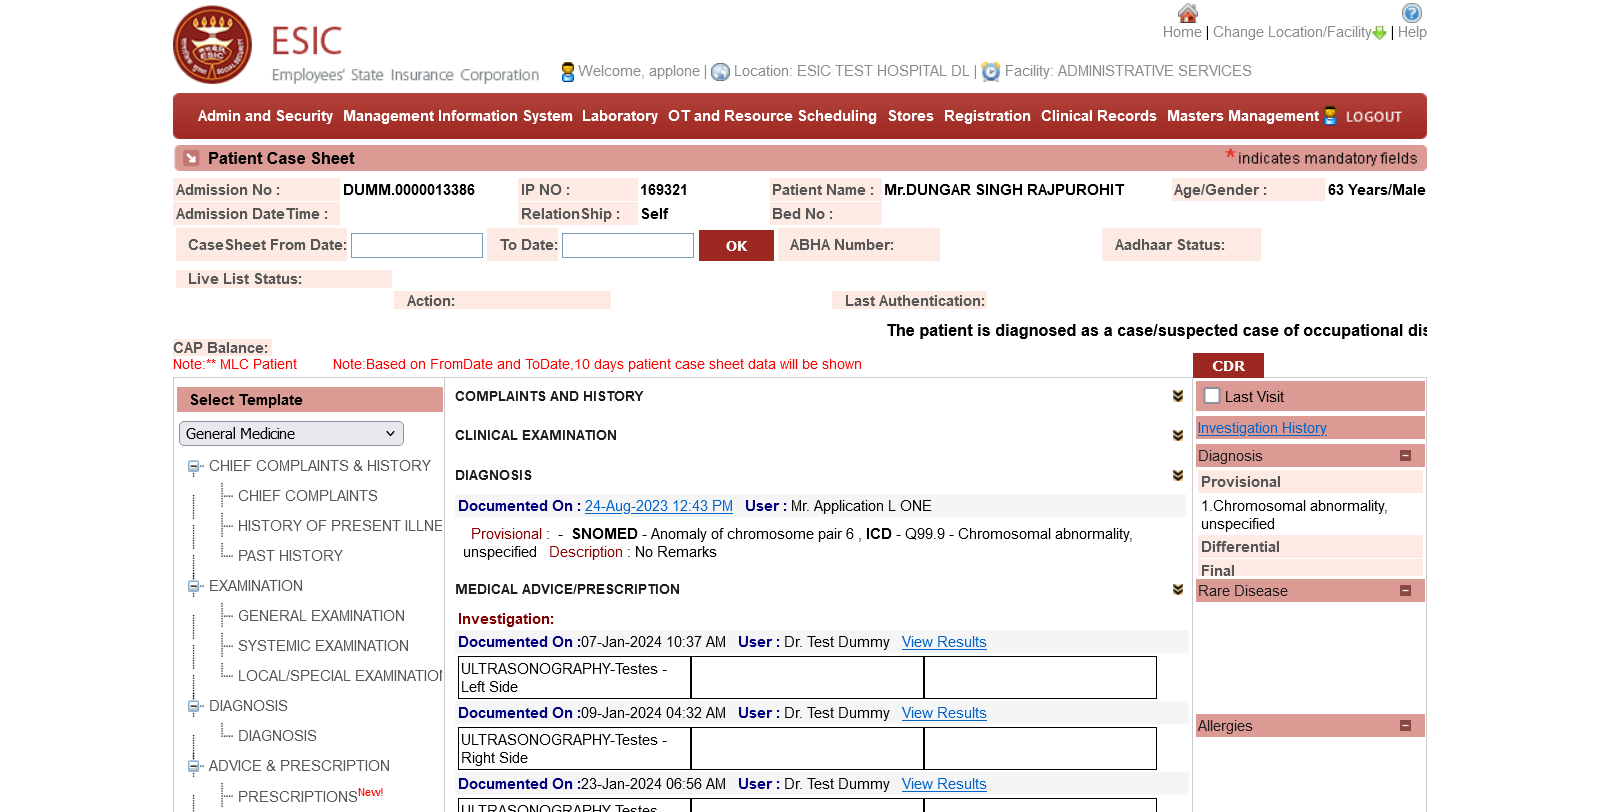 ESIC
Employees' State Insurance Corporation
Home | Change Location/Facility | Help
Welcome, applone | Location: ESIC TEST HOSPITAL DL | Facility: ADMINISTRATIVE SERVICES
Admin and Security Management Information System Laboratory OT and Resource Scheduling Stores Registration Clinical Records Masters Management LOGOUT
Patient Case Sheet
*indicates mandatory fields
Admission No : DUMM.0000013386 IP NO : 169321 Patient Name : Mr.DUNGAR SINGH RAJPUROHIT Age/Gender : 63 Years/Male
Admission DateTime : RelationShip : Self Bed No :
CaseSheet From Date: To Date: OK ABHA Number: Aadhaar Status:
Live List Status:
Action: Last Authentication:
The patient is diagnosed as a case/suspected case of occupational dis
CAP Balance:
Note:** MLC Patient Note:Based on FromDate and ToDate,10 days patient case sheet data will be shown
Select Template
General Medicine
CHIEF COMPLAINTS & HISTORY
CHIEF COMPLAINTS
HISTORY OF PRESENT ILLNE
PAST HISTORY
EXAMINATION
GENERAL EXAMINATION
SYSTEMIC EXAMINATION
LOCAL/SPECIAL EXAMINATION
DIAGNOSIS
DIAGNOSIS
ADVICE & PRESCRIPTION
PRESCRIPTIONS New!
COMPLAINTS AND HISTORY
CLINICAL EXAMINATION
DIAGNOSIS
Documented On : 24-Aug-2023 12:43 PM User : Mr. Application L ONE
Provisional : - SNOMED - Anomaly of chromosome pair 6 , ICD - Q99.9 - Chromosomal abnormality,
unspecified Description : No Remarks
MEDICAL ADVICE/PRESCRIPTION
Investigation:
Documented On :07-Jan-2024 10:37 AM User : Dr. Test Dummy View Results
ULTRASONOGRAPHY-Testes -
Left Side
Documented On :09-Jan-2024 04:32 AM User : Dr. Test Dummy View Results
ULTRASONOGRAPHY-Testes -
Right Side
Documented On :23-Jan-2024 06:56 AM User : Dr. Test Dummy View Results
ULTRASONOGRAPHY-Testes
CDR
Last Visit
Investigation History
Diagnosis
Provisional
1.Chromosomal abnormality,
unspecified
Differential
Final
Rare Disease
Allergies